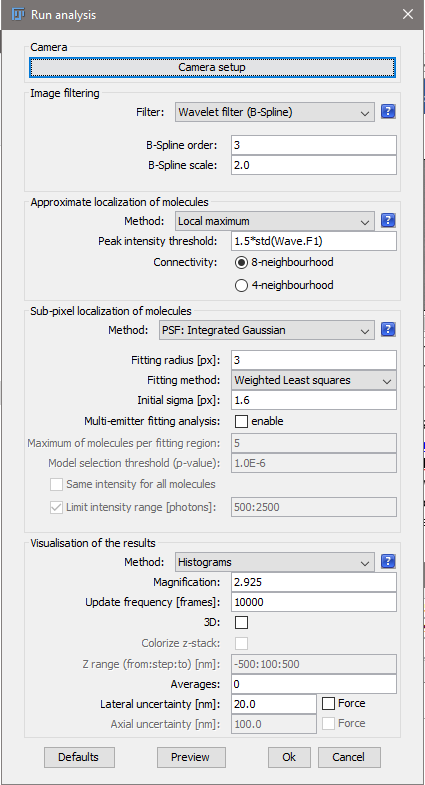 Run analysis
Camera
Camera setup
Image filtering
Filter: Wavelet filter (B-Spline) ?
B-Spline order: 3
B-Spline scale: 2.0
Approximate localization of molecules
Method: Local maximum ?
Peak intensity threshold: 1.5*std(Wave.F1)
Connectivity: 8-neighbourhood
4-neighbourhood
Sub-pixel localization of molecules
Method: PSF: Integrated Gaussian ?
Fitting radius [px]: 3
Fitting method: Weighted Least squares
Initial sigma [px]: 1.6
Multi-emitter fitting analysis: enable
Maximum of molecules per fitting region: 5
Model selection threshold (p-value): 1.0E-6
Same intensity for all molecules
Limit intensity range [photons]: 500:2500
Visualisation of the results
Method: Histograms ?
Magnification: 2.925
Update frequency [frames]: 10000
3D:
Colorize z-stack:
Z range (from:step:to) [nm]: -500:100:500
Averages: 0
Lateral uncertainty [nm]: 20.0 Force
Axial uncertainty [nm]: 100.0 Force
Defaults Preview Ok Cancel